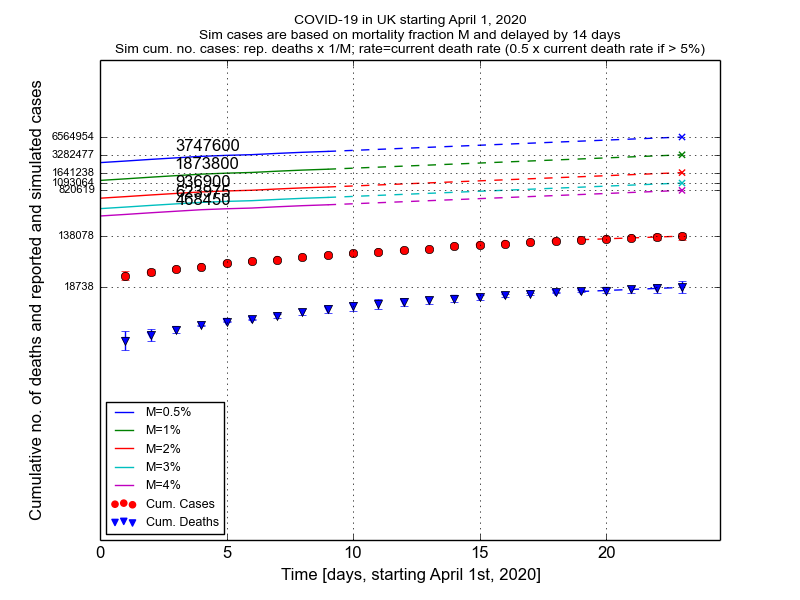 COVID-19 in UK starting April 1, 2020
Sim cases are based on mortality fraction M and delayed by 14 days
Sim cum. no. cases: rep. deaths x 1/M; rate=current death rate (0.5 x current death rate if > 5%)
Cumulative no. of deaths and reported and simulated cases
6564954
3282477
1641238
1093064
820619
138078
18738
3747600
1873800
936900
623975
468450
M=0.5%
M=1%
M=2%
M=3%
M=4%
Cum. Cases
Cum. Deaths
0 5 10 15 20
Time [days, starting April 1st, 2020]